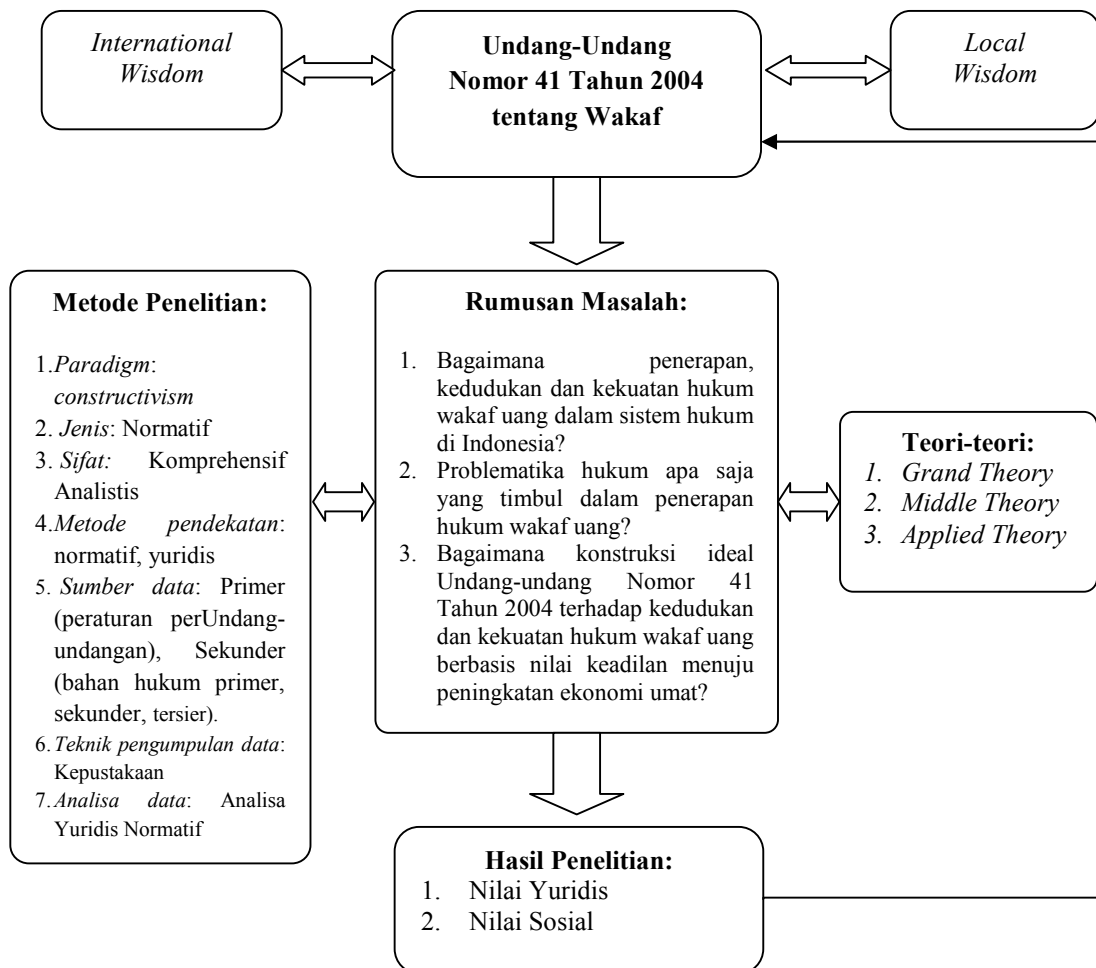 International
Wisdom
Undang-Undang
Nomor 41 Tahun 2004
tentang Wakaf
Local
Wisdom
Metode Penelitian:
1. Paradigm:
constructivism
2. Jenis: Normatif
3. Sifat: Komprehensif
Analistis
4. Metode pendekatan:
normatif, yuridis
5. Sumber data: Primer
(peraturan perUndang-
undangan), Sekunder
(bahan hukum primer,
sekunder, tersier).
6. Teknik pengumpulan data:
Kepustakaan
7. Analisa data: Analisa
Yuridis Normatif
Rumusan Masalah:
1. Bagaimana penerapan,
kedudukan dan kekuatan hukum
wakaf uang dalam sistem hukum
di Indonesia?
2. Problematika hukum apa saja
yang timbul dalam penerapan
hukum wakaf uang?
3. Bagaimana konstruksi ideal
Undang-undang Nomor 41
Tahun 2004 terhadap kedudukan
dan kekuatan hukum wakaf uang
berbasis nilai keadilan menuju
peningkatan ekonomi umat?
Teori-teori:
1. Grand Theory
2. Middle Theory
3. Applied Theory
Hasil Penelitian:
1. Nilai Yuridis
2. Nilai Sosial